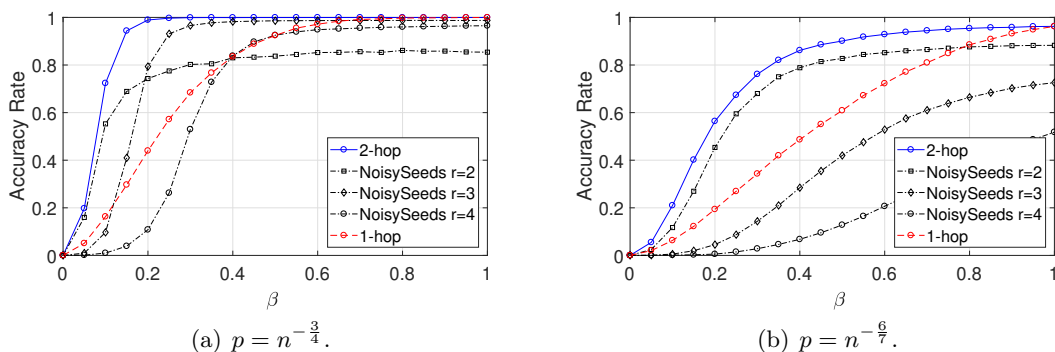 Accuracy Rate
1
0.8
0.6
0.4
0.2
0
0
0.2
0.4
0.6
0.8
1
β
2-hop
NoisySeeds r=2
NoisySeeds r=3
NoisySeeds r=4
1-hop
(a) p = n^{-\frac{3}{4}}.
Accuracy Rate
1
0.8
0.6
0.4
0.2
0
0
0.2
0.4
0.6
0.8
1
β
2-hop
NoisySeeds r=2
NoisySeeds r=3
NoisySeeds r=4
1-hop
(b) p = n^{-\frac{6}{7}}.